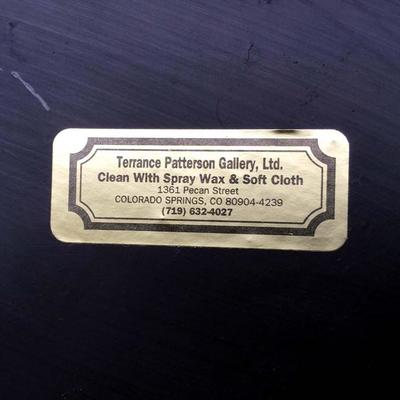 Terrance Patterson Gallery, Ltd.
Clean With Spray Wax & Soft Cloth
1361 Pecan Street
COLORADO SPRINGS, CO 80904-4239
(719) 632-4027